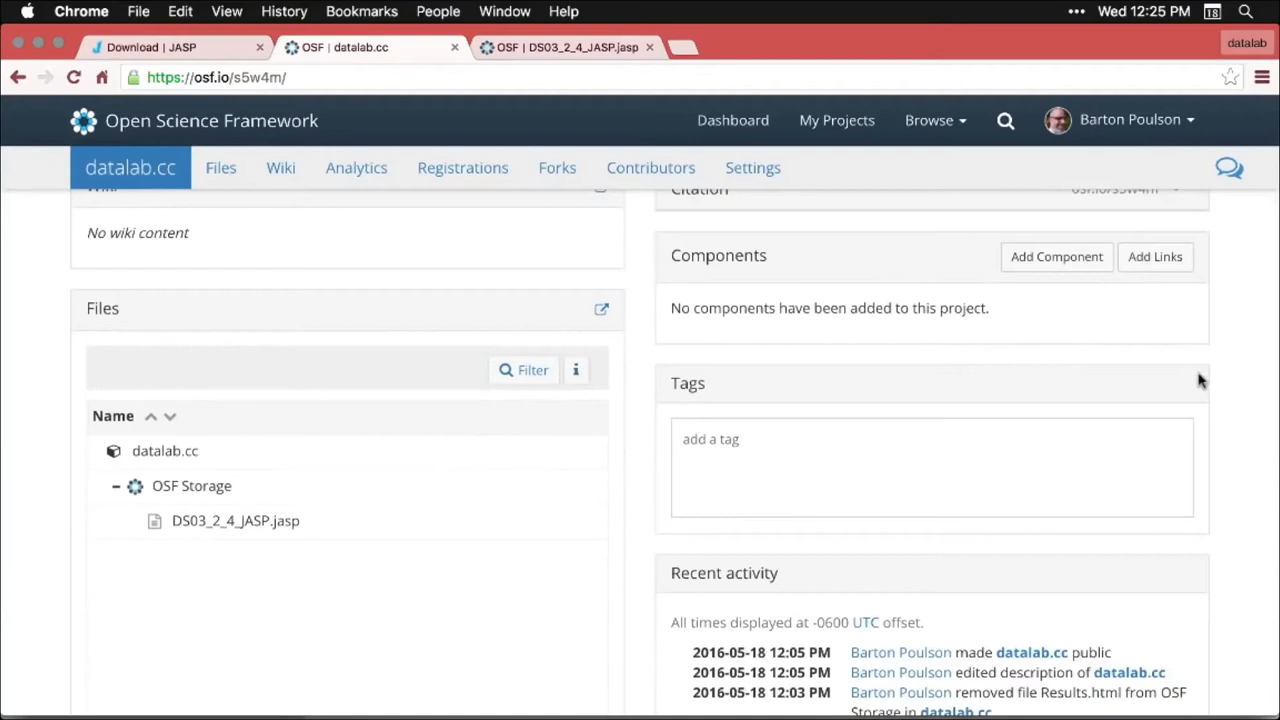 Chrome File Edit View History Bookmarks People Window Help ••• Wed 12:25 PM 18
Download | JASP × OSF | datalab.cc × OSF | DS03_2_4_JASP.jasp × datalab
https://osf.io/s5w4m/
Open Science Framework Dashboard My Projects Browse Barton Poulson
datalab.cc Files Wiki Analytics Registrations Forks Contributors Settings
Wiki
No wiki content
Files
Filter i
Name
datalab.cc
OSF Storage
DS03_2_4_JASP.jasp
Citation osf.io/s5w4m
Components Add Component Add Links
No components have been added to this project.
Tags
add a tag
Recent activity
All times displayed at -0600 UTC offset.
2016-05-18 12:05 PM Barton Poulson made datalab.cc public
2016-05-18 12:05 PM Barton Poulson edited description of datalab.cc
2016-05-18 12:03 PM Barton Poulson removed file Results.html from OSF
Storage in datalab.cc